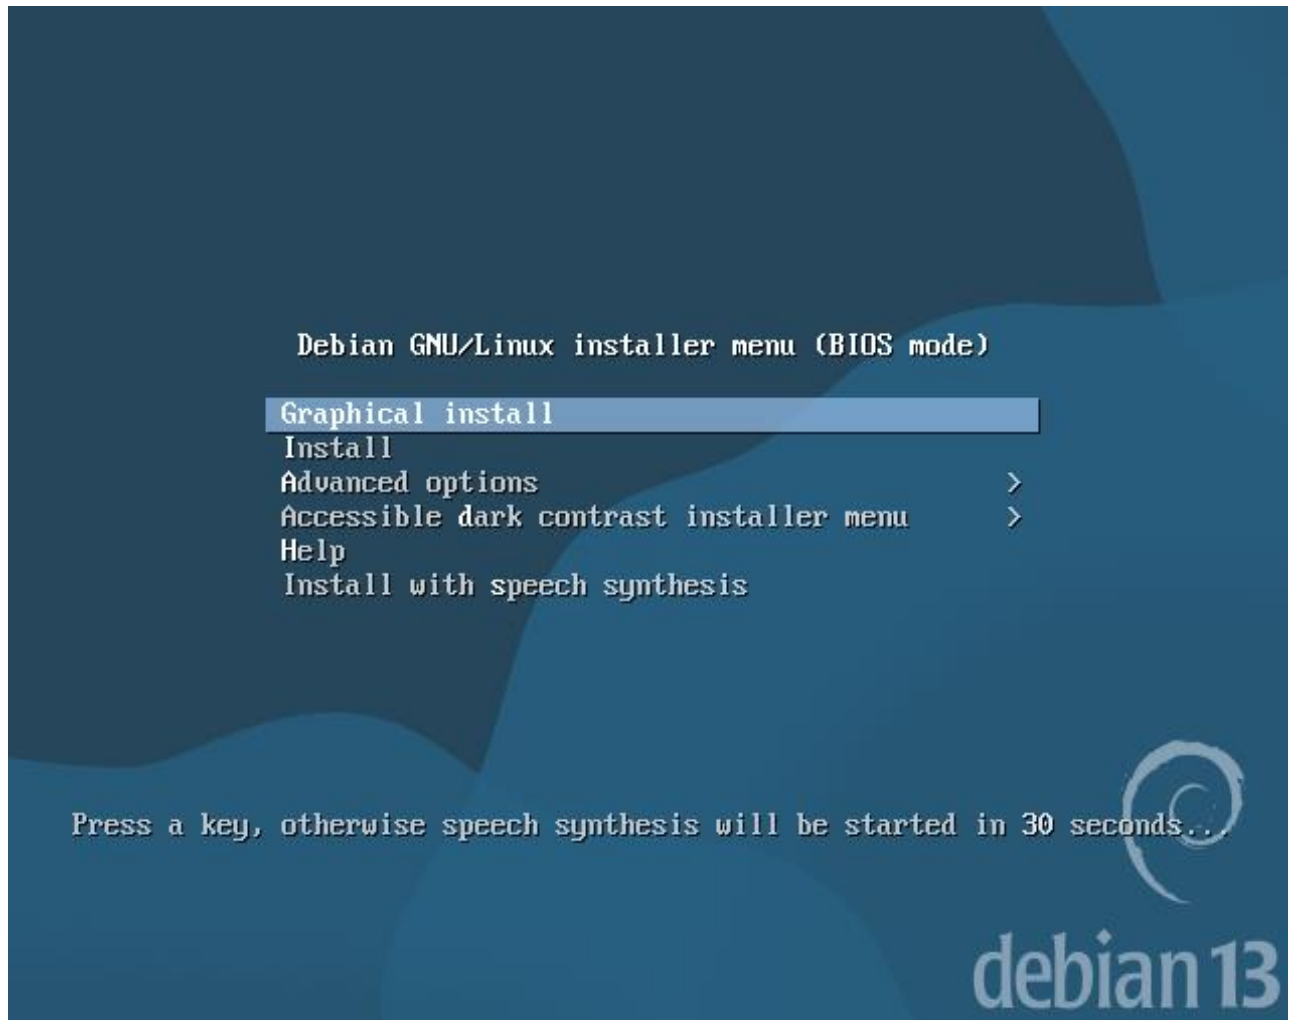 Debian GNU/Linux installer menu (BIOS mode)
Graphical install
Install
Advanced options >
Accessible dark contrast installer menu >
Help
Install with speech synthesis
Press a key, otherwise speech synthesis will be started in 30 seconds...
debian 13